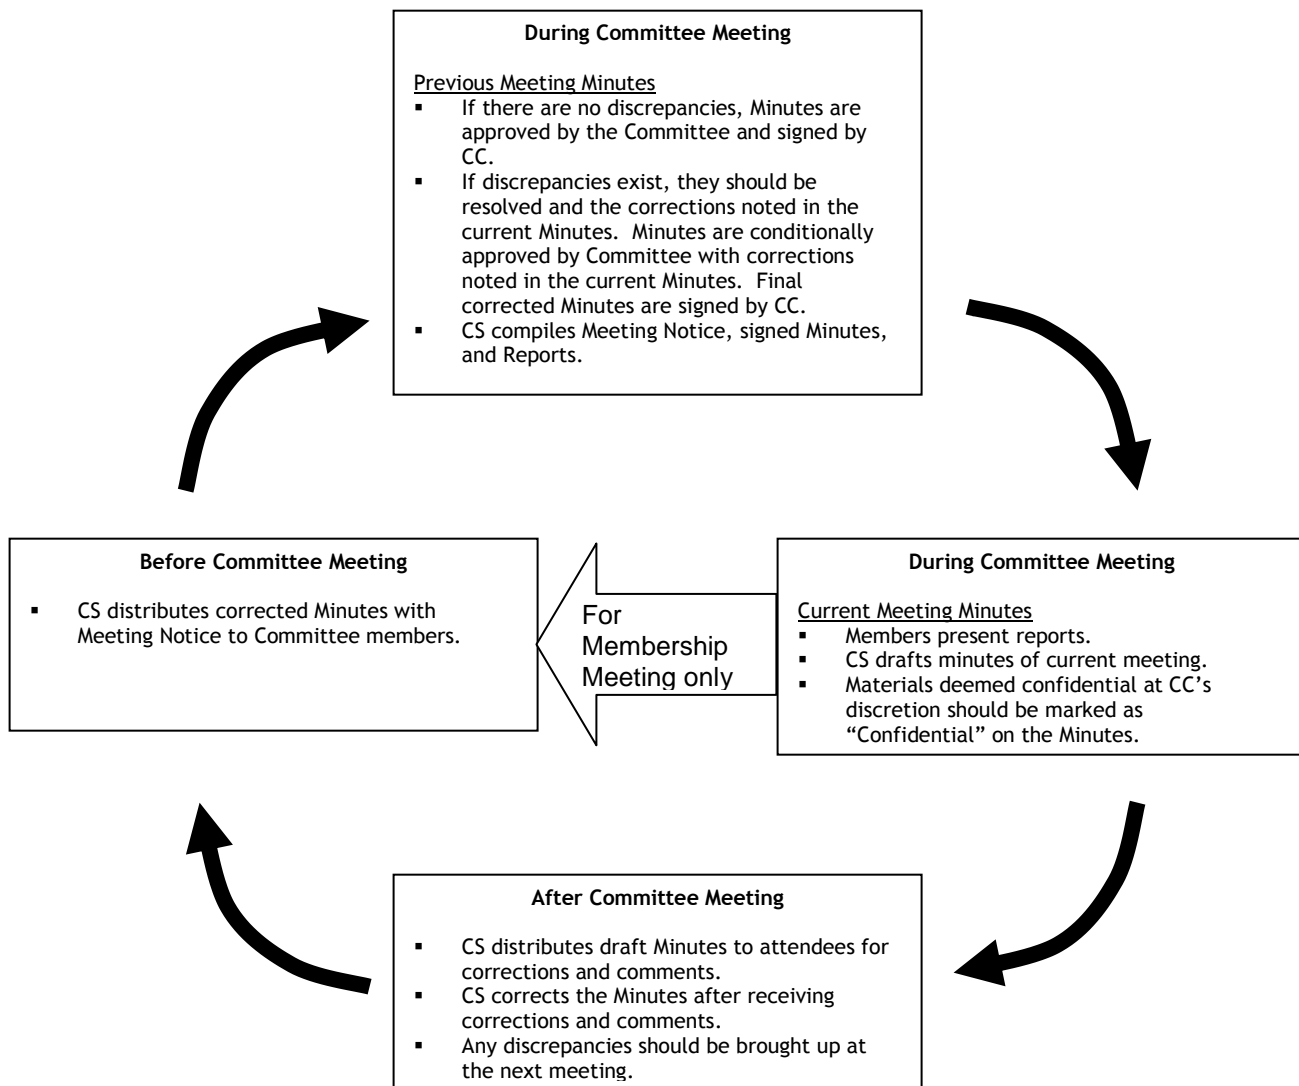 During Committee Meeting
Previous Meeting Minutes
▪ If there are no discrepancies, Minutes are
approved by the Committee and signed by
CC.
▪ If discrepancies exist, they should be
resolved and the corrections noted in the
current Minutes.  Minutes are conditionally
approved by Committee with corrections
noted in the current Minutes.  Final
corrected Minutes are signed by CC.
▪ CS compiles Meeting Notice, signed Minutes,
and Reports.
Before Committee Meeting
▪ CS distributes corrected Minutes with
Meeting Notice to Committee members.
For
Membership
Meeting only
During Committee Meeting
Current Meeting Minutes
▪ Members present reports.
▪ CS drafts minutes of current meeting.
▪ Materials deemed confidential at CC’s
discretion should be marked as
“Confidential” on the Minutes.
After Committee Meeting
▪ CS distributes draft Minutes to attendees for
corrections and comments.
▪ CS corrects the Minutes after receiving
corrections and comments.
▪ Any discrepancies should be brought up at
the next meeting.